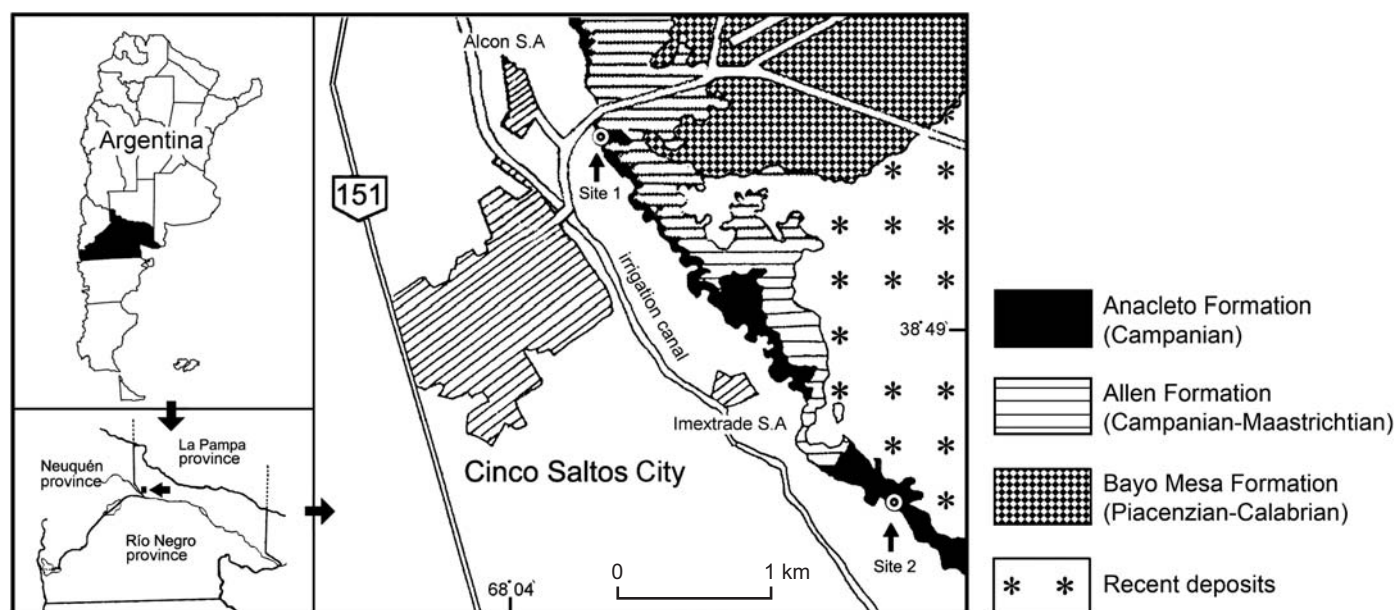 Argentina
Neuquén
province
La Pampa
province
Río Negro
province
Alcon S.A
151
Site 1
irrigation canal
38° 49'
Imextrade S.A
Cinco Saltos City
Site 2
68° 04'
0 1 km
Anacleto Formation
(Campanian)
Allen Formation
(Campanian-Maastrichtian)
Bayo Mesa Formation
(Piacenzian-Calabrian)
Recent deposits